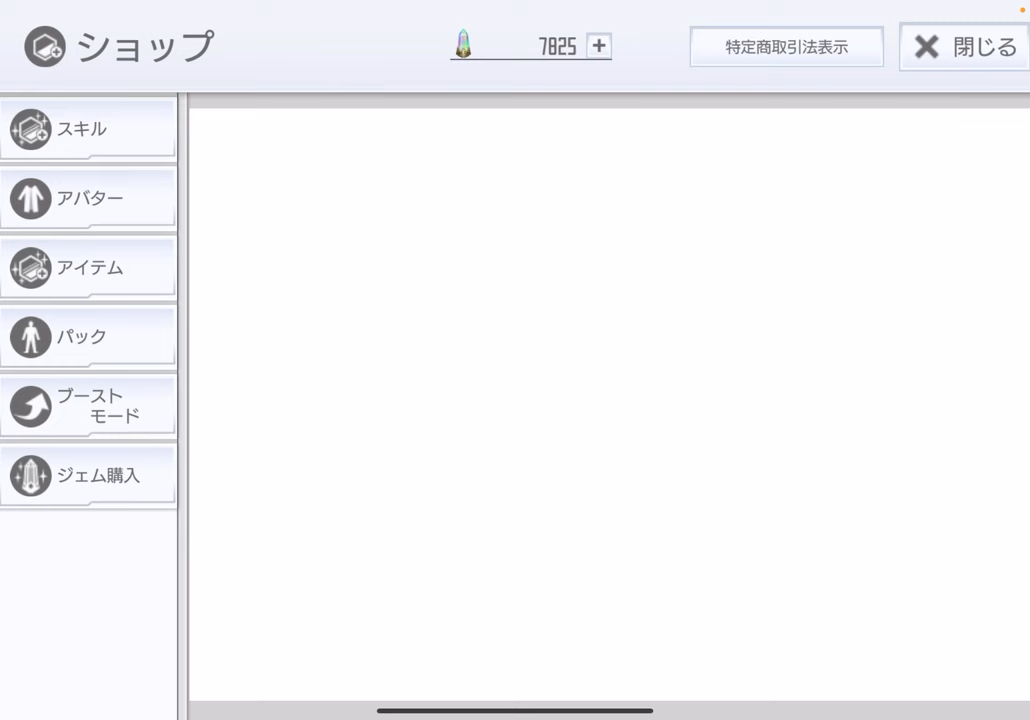 ショップ
7825
特定商取引法表示
閉じる
スキル
アバター
アイテム
パック
ブースト
モード
ジェム購入